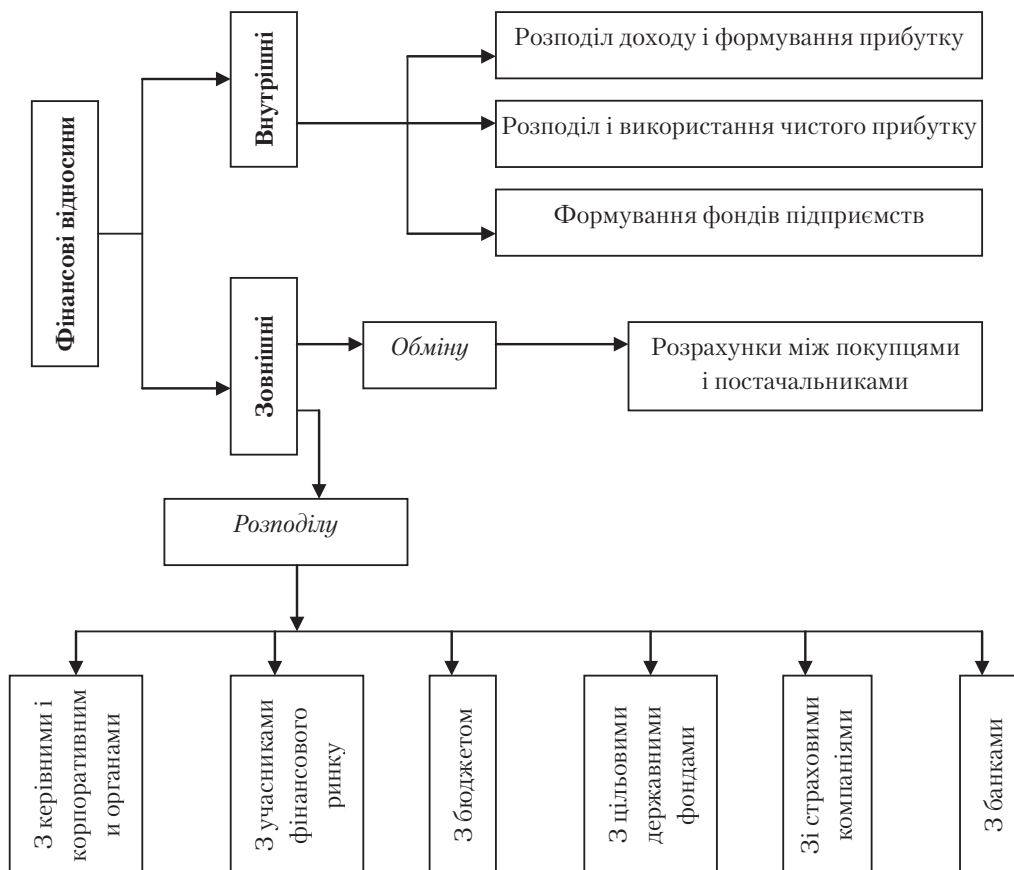 Фінансові відносини
Внутрішні
Розподіл доходу і формування прибутку
Розподіл і використання чистого прибутку
Формування фондів підприємств
Зовнішні
Обміну
Розрахунки між покупцями
і постачальниками
Розподілу
З керівними і
корпоративним
и органами
З учасниками
фінансового
ринку
З бюджетом
З цільовими
державними
фондами
Зі страховими
компаніями
З банками